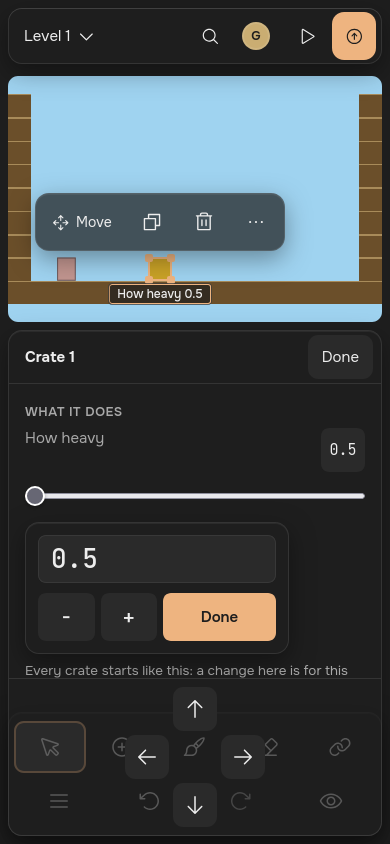 Level 1
G
Move
How heavy 0.5
Crate 1
Done
WHAT IT DOES
How heavy
0.5
0.5
-
+
Done
Every crate starts like this: a change here is for this